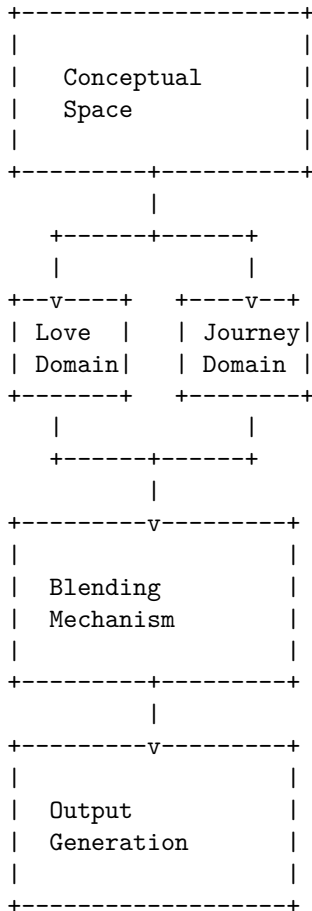 Conceptual
Space
Love
Domain
Journey
Domain
Blending
Mechanism
Output
Generation